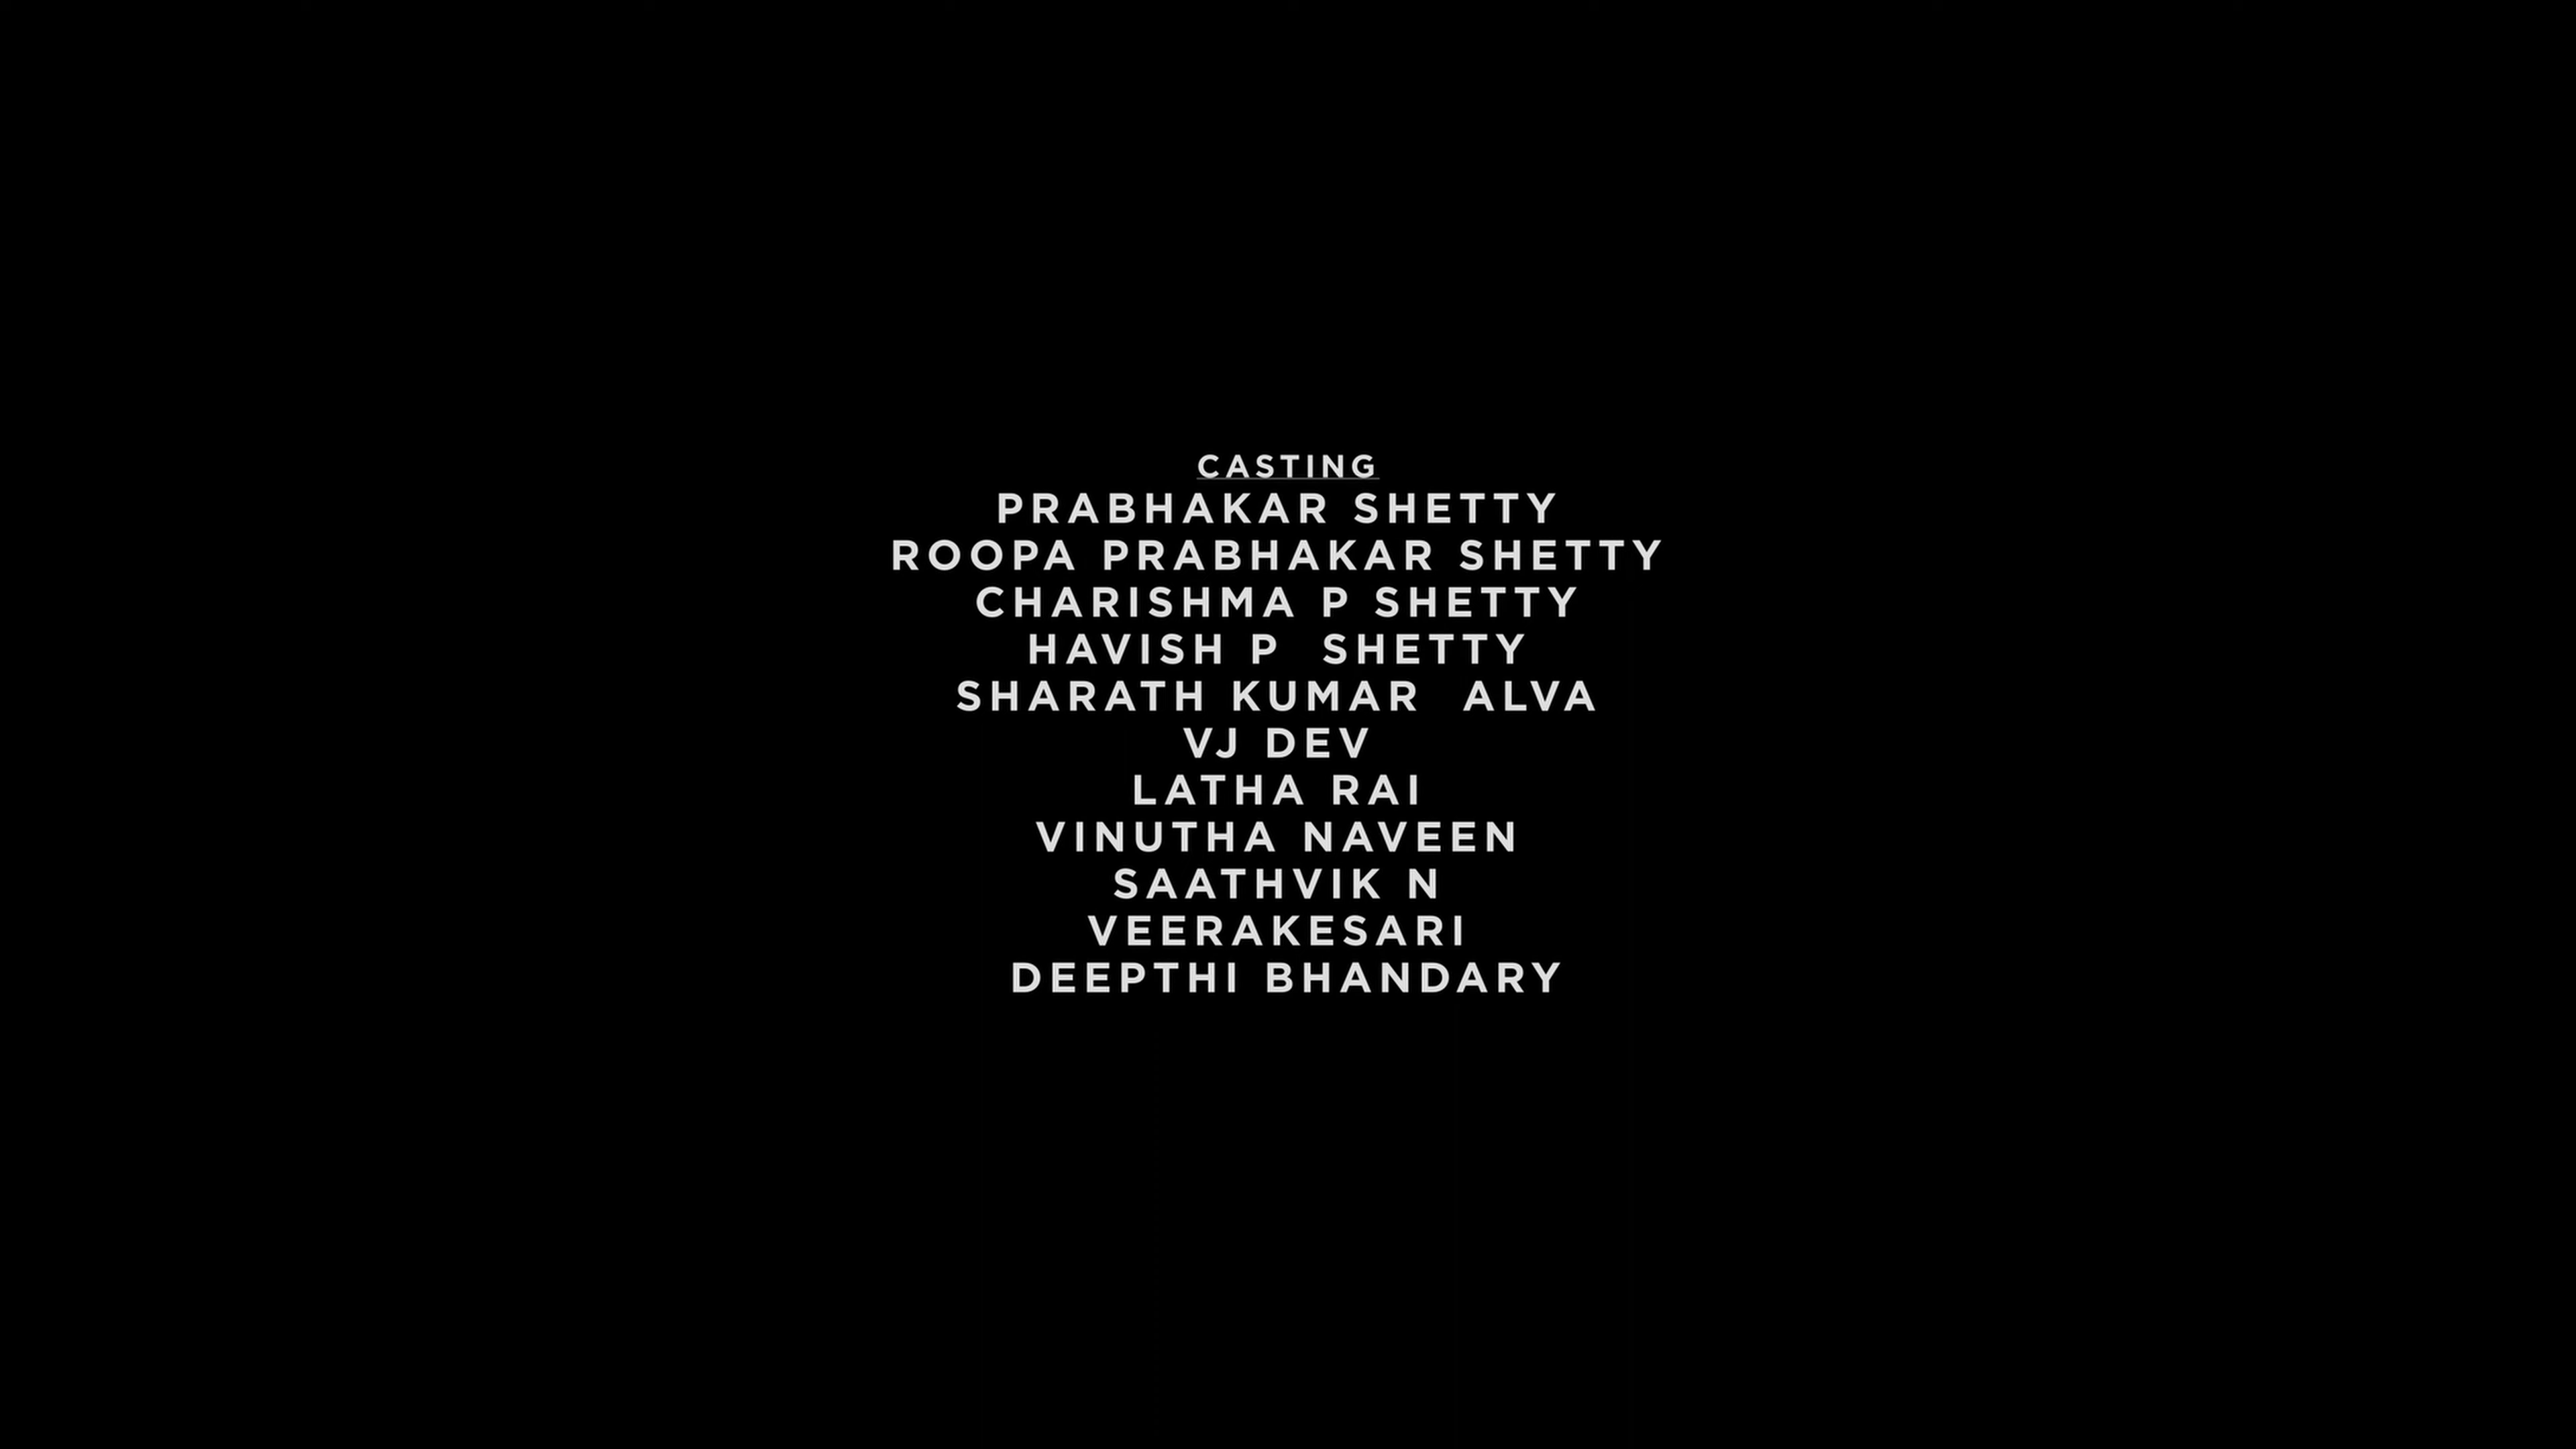 CASTING
PRABHAKAR SHETTY
ROOPA PRABHAKAR SHETTY
CHARISHMA P SHETTY
HAVISH P  SHETTY
SHARATH KUMAR  ALVA
VJ DEV
LATHA RAI
VINUTHA NAVEEN
SAATHVIK N
VEERAKESARI
DEEPTHI BHANDARY